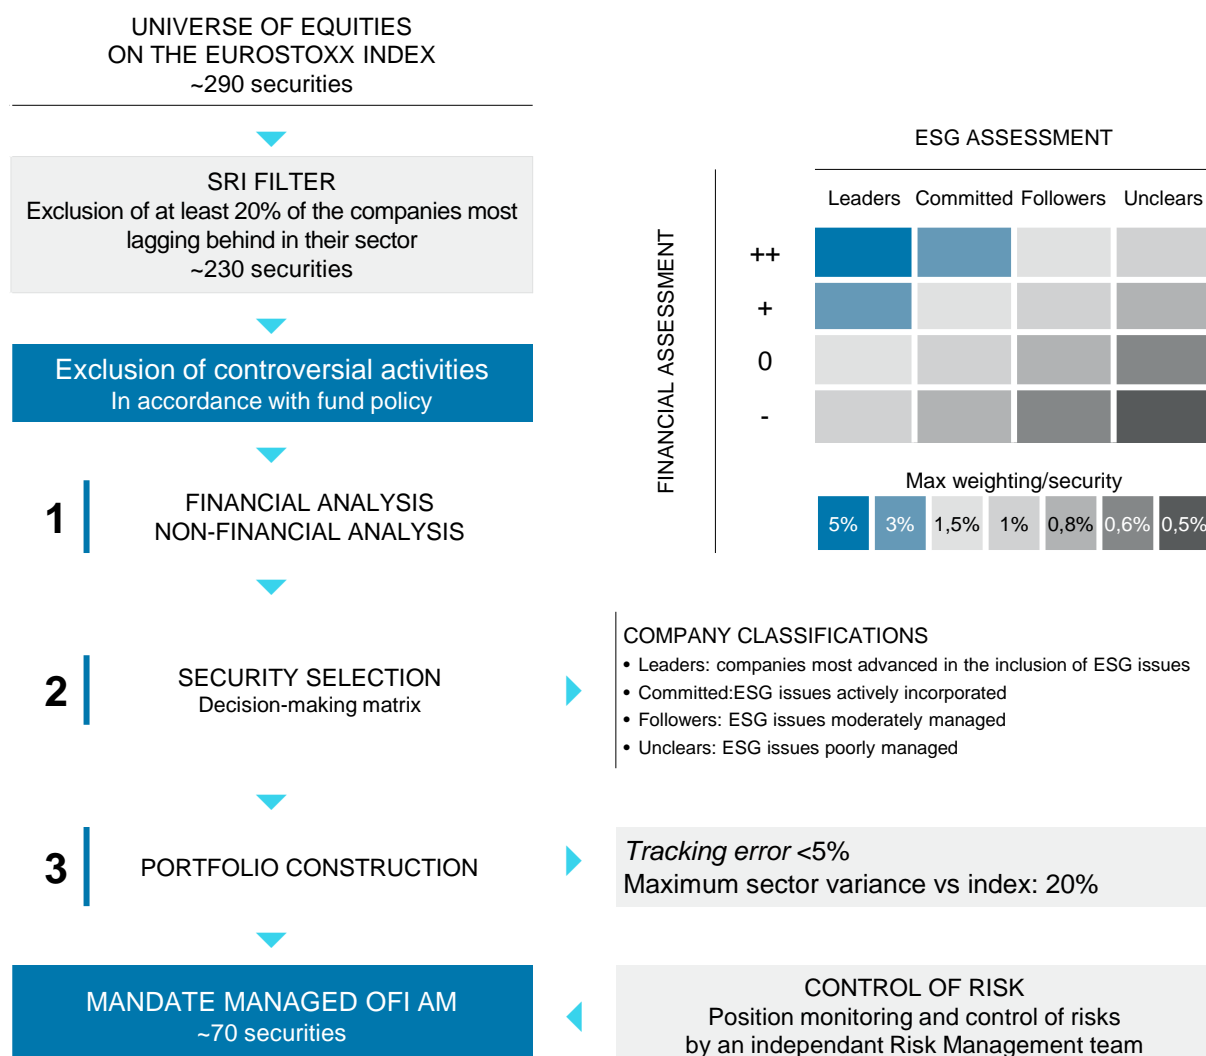 UNIVERSE OF EQUITIES
ON THE EUROSTOXX INDEX
~290 securities
SRI FILTER
Exclusion of at least 20% of the companies most
lagging behind in their sector
~230 securities
Exclusion of controversial activities
In accordance with fund policy
1
FINANCIAL ANALYSIS
NON-FINANCIAL ANALYSIS
ESG ASSESSMENT
Leaders Committed Followers Unclears
FINANCIAL ASSESSMENT
++
+
0
-
Max weighting/security
5% 3% 1,5% 1% 0,8% 0,6% 0,5%
2
SECURITY SELECTION
Decision-making matrix
COMPANY CLASSIFICATIONS
• Leaders: companies most advanced in the inclusion of ESG issues
• Committed:ESG issues actively incorporated
• Followers: ESG issues moderately managed
• Unclears: ESG issues poorly managed
3
PORTFOLIO CONSTRUCTION
Tracking error <5%
Maximum sector variance vs index: 20%
MANDATE MANAGED OFI AM
~70 securities
CONTROL OF RISK
Position monitoring and control of risks
by an independant Risk Management team